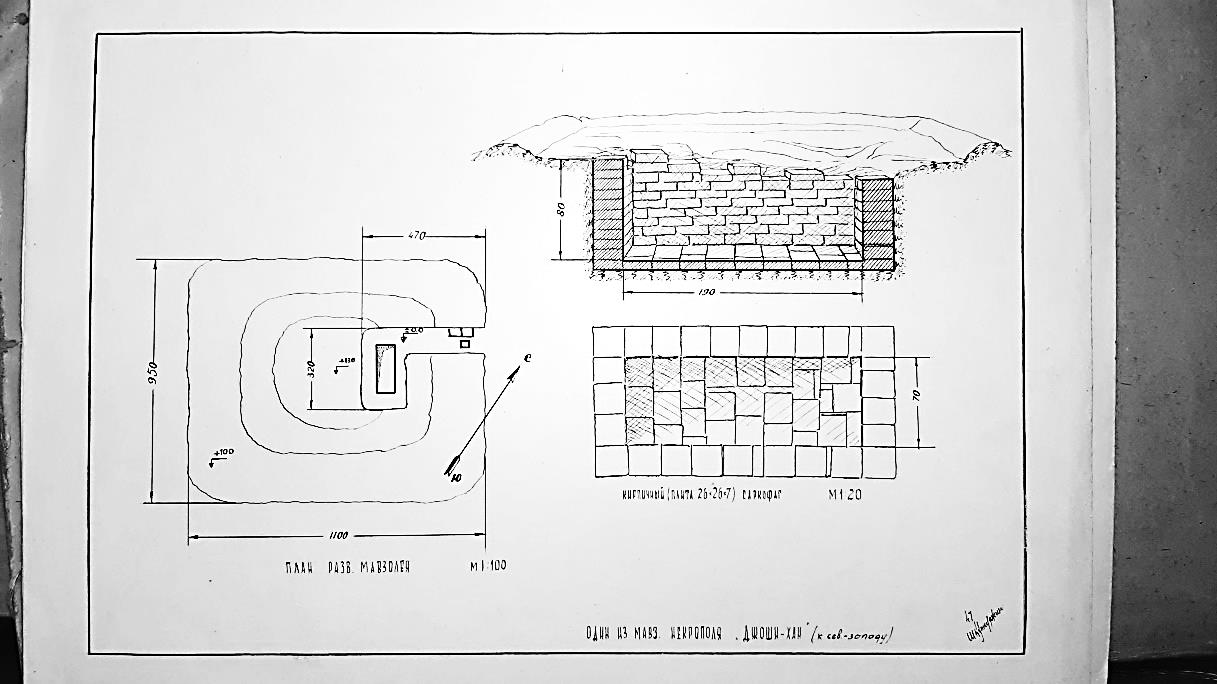 80
190
470
950
320
+100
±0.0
+130
С
Ю
1100
ПЛАН РАЗВ. МАВЗОЛЕЯ М 1:100
70
КИРПИЧНЫЙ (ПЛИТА 26×26×7) САРКОФАГ М 1:20
ОДИН ИЗ МАВЗ. НЕКРОПОЛЯ „ДЖОШИ-ХАН" (к сев-западу)
47